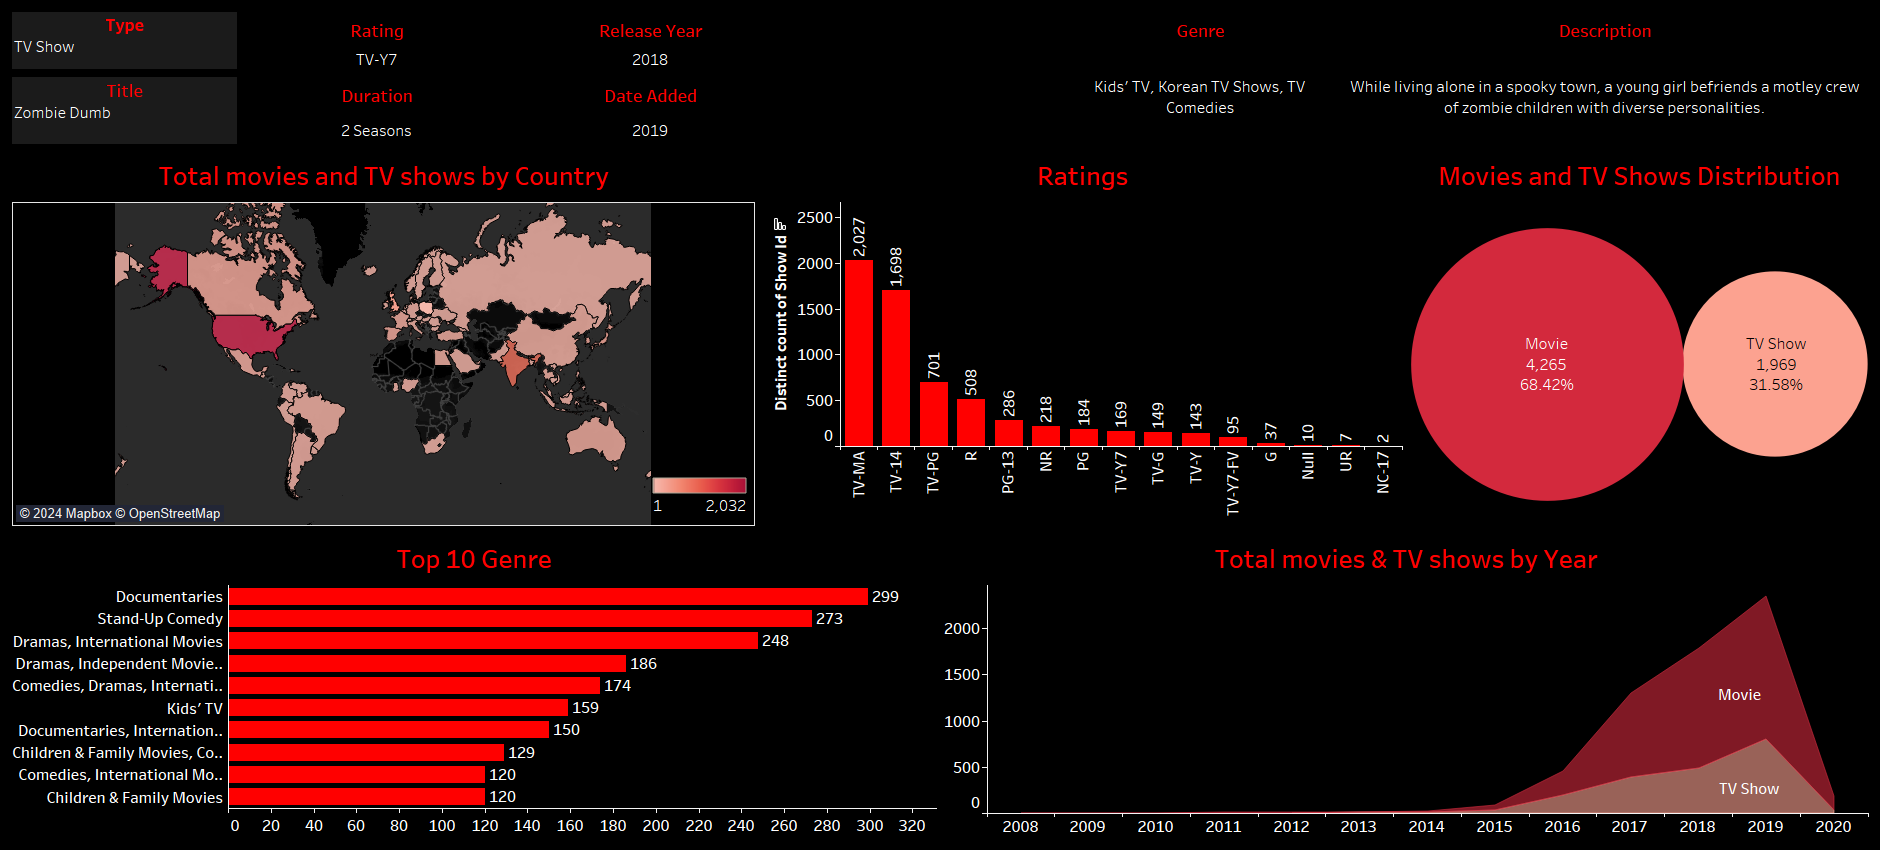 Type
TV Show
Title
Zombie Dumb
Rating
TV-Y7
Duration
2 Seasons
Release Year
2018
Date Added
2019
Genre
Kids’ TV, Korean TV Shows, TV
Comedies
Description
While living alone in a spooky town, a young girl befriends a motley crew
of zombie children with diverse personalities.
Total movies and TV shows by Country
1 2,032
© 2024 Mapbox © OpenStreetMap
Ratings
Distinct count of Show Id
2500
2000
1500
1000
500
0
2,027
1,698
701
508
286
218
184
169
149
143
95
37
10
7
2
TV-MA
TV-14
TV-PG
R
PG-13
NR
PG
TV-Y7
TV-G
TV-Y
TV-Y7-FV
G
Null
UR
NC-17
Movies and TV Shows Distribution
Movie
4,265
68.42%
TV Show
1,969
31.58%
Top 10 Genre
Documentaries 299
Stand-Up Comedy 273
Dramas, International Movies 248
Dramas, Independent Movie.. 186
Comedies, Dramas, Internati.. 174
Kids’ TV 159
Documentaries, Internation.. 150
Children & Family Movies, Co.. 129
Comedies, International Mo.. 120
Children & Family Movies 120
0 20 40 60 80 100 120 140 160 180 200 220 240 260 280 300 320
Total movies & TV shows by Year
2000
1500
1000
500
0
Movie
TV Show
2008 2009 2010 2011 2012 2013 2014 2015 2016 2017 2018 2019 2020